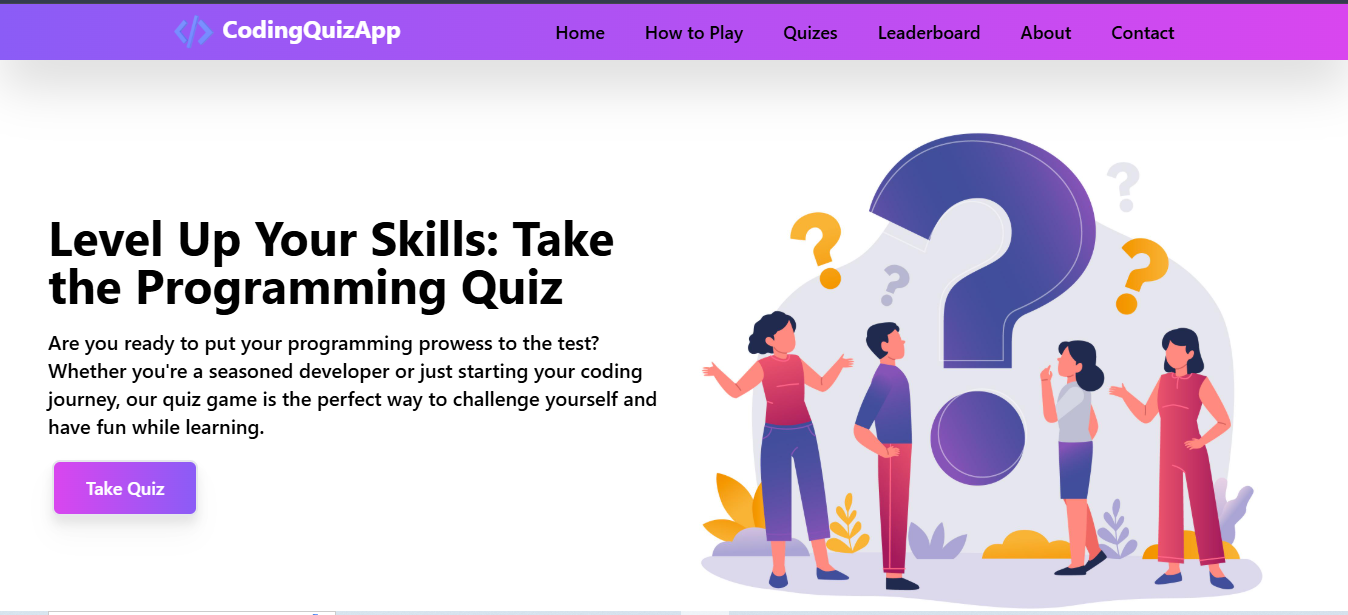 </> CodingQuizApp
Home How to Play Quizes Leaderboard About Contact
Level Up Your Skills: Take
the Programming Quiz
Are you ready to put your programming prowess to the test?
Whether you're a seasoned developer or just starting your coding
journey, our quiz game is the perfect way to challenge yourself and
have fun while learning.
Take Quiz
? ? ? ? ?